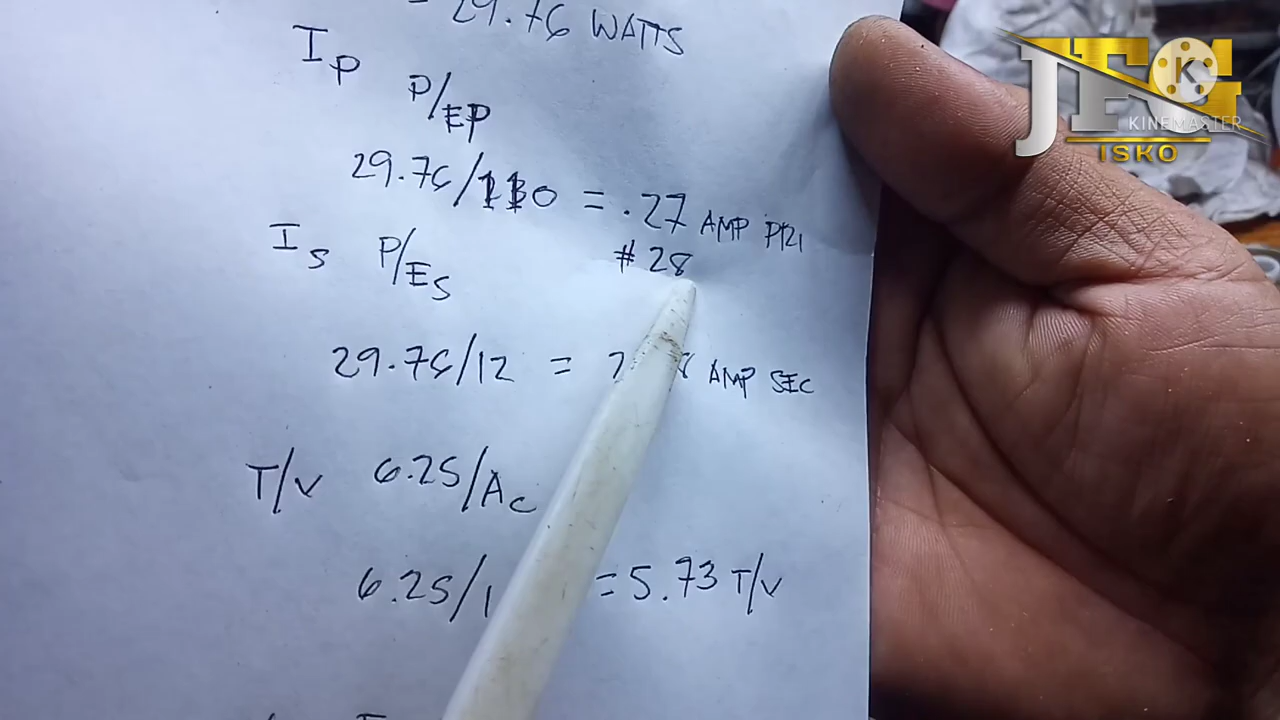 = 29.76 WATTS
Ip P/EP
29.76/110 = .27 AMP PRI
#28
Is P/Es
29.76/12 = AMP SEC
T/V 6.25/Ac
6.25/1 = 5.73 T/V
JEG
K
KINEMASTER
ISKO